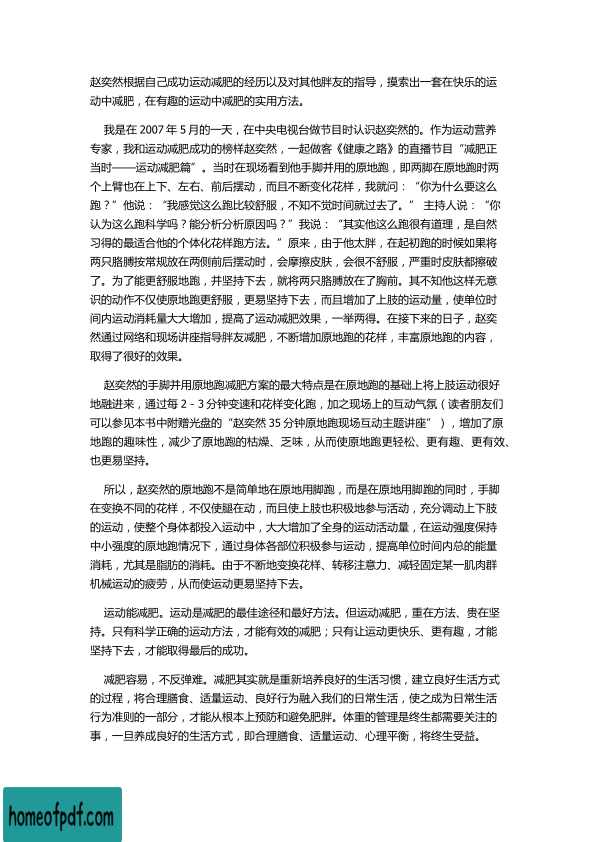 赵奕然根据自己成功运动减肥的经历以及对其他胖友的指导，摸索出一套在快乐的运
动中减肥，在有趣的运动中减肥的实用方法。
我是在 2007 年 5 月的一天，在中央电视台做节目时认识赵奕然的。作为运动营养
专家，我和运动减肥成功的榜样赵奕然，一起做客《健康之路》的直播节目“减肥正
当时——运动减肥篇”。当时在现场看到他手脚并用的原地跑，即两脚在原地跑时两
个上臂也在上下、左右、前后摆动，而且不断变化花样，我就问：“你为什么要这么
跑？”他说：“我感觉这么跑比较舒服，不知不觉时间就过去了。” 主持人说：“你
认为这么跑科学吗？能分析分析原因吗？”我说：“其实他这么跑很有道理，是自然
习得的最适合他的个体化花样跑方法。”原来，由于他太胖，在起初跑的时候如果将
两只胳膊按常规放在两侧前后摆动时，会摩擦皮肤，会很不舒服，严重时皮肤都擦破
了。为了能更舒服地跑，并坚持下去，就将两只胳膊放在了胸前。其不知他这样无意
识的动作不仅使原地跑更舒服，更易坚持下去，而且增加了上肢的运动量，使单位时
间内运动消耗量大大增加，提高了运动减肥效果，一举两得。在接下来的日子，赵奕
然通过网络和现场讲座指导胖友减肥，不断增加原地跑的花样，丰富原地跑的内容，
取得了很好的效果。
赵奕然的手脚并用原地跑减肥方案的最大特点是在原地跑的基础上将上肢运动很好
地融进来，通过每 2－3 分钟变速和花样变化跑，加之现场上的互动气氛（读者朋友们
可以参见本书中附赠光盘的“赵奕然 35 分钟原地跑现场互动主题讲座”），增加了原
地跑的趣味性，减少了原地跑的枯燥、乏味，从而使原地跑更轻松、更有趣、更有效、
也更易坚持。
所以，赵奕然的原地跑不是简单地在原地用脚跑，而是在原地用脚跑的同时，手脚
在变换不同的花样，不仅使腿在动，而且使上肢也积极地参与活动，充分调动上下肢
的运动，使整个身体都投入运动中，大大增加了全身的运动活动量，在运动强度保持
中小强度的原地跑情况下，通过身体各部位积极参与运动，提高单位时间内总的能量
消耗，尤其是脂肪的消耗。由于不断地变换花样、转移注意力、减轻固定某一肌肉群
机械运动的疲劳，从而使运动更易坚持下去。
运动能减肥。运动是减肥的最佳途径和最好方法。但运动减肥，重在方法、贵在坚
持。只有科学正确的运动方法，才能有效的减肥；只有让运动更快乐、更有趣，才能
坚持下去，才能取得最后的成功。
减肥容易，不反弹难。减肥其实就是重新培养良好的生活习惯，建立良好生活方式
的过程，将合理膳食、适量运动、良好行为融入我们的日常生活，使之成为日常生活
行为准则的一部分，才能从根本上预防和避免肥胖。体重的管理是终生都需要关注的
事，一旦养成良好的生活方式，即合理膳食、适量运动、心理平衡，将终生受益。
homeofpdf.com